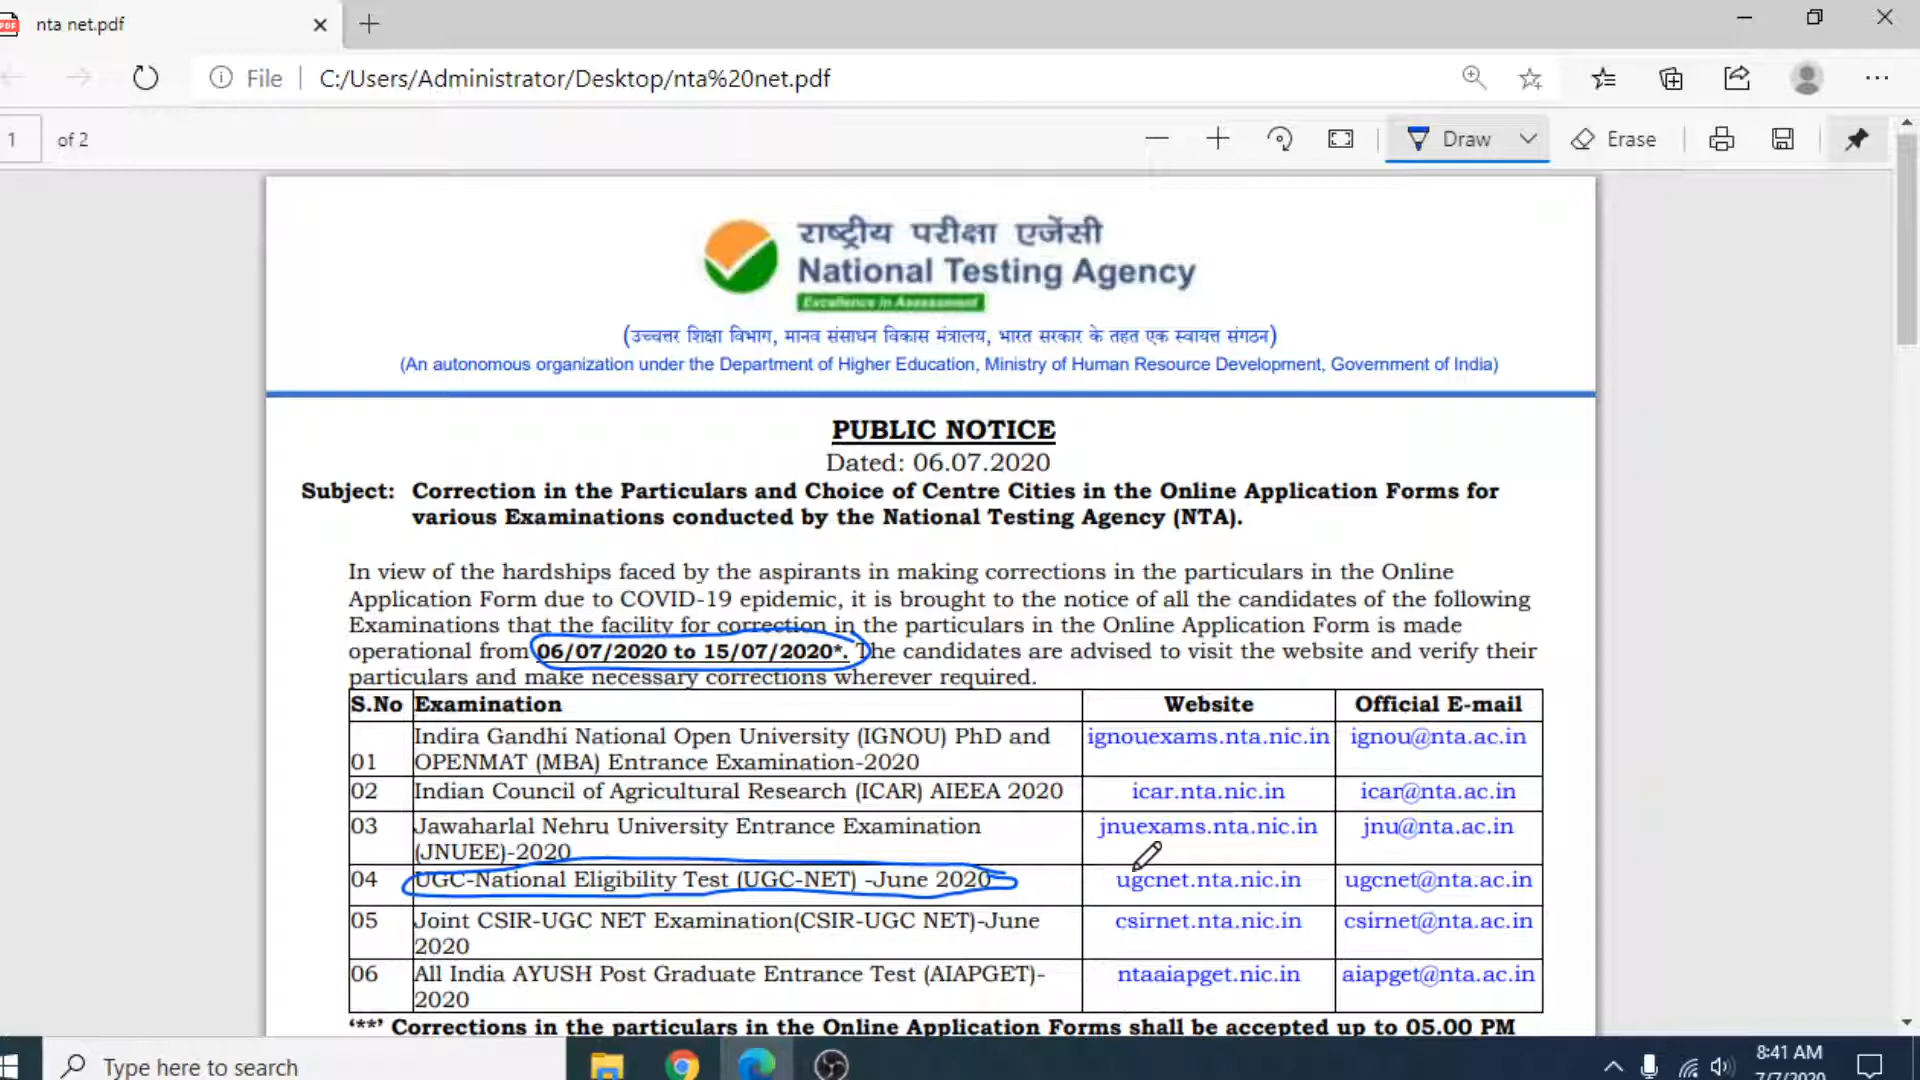 nta net.pdf
File
C:/Users/Administrator/Desktop/nta%20net.pdf
1 of 2
Draw
Erase
राष्ट्रीय परीक्षा एजेंसी
National Testing Agency
Excellence in Assessment
(उच्चत्तर शिक्षा विभाग, मानव संसाधन विकास मंत्रालय, भारत सरकार के तहत एक स्वायत्त संगठन)
(An autonomous organization under the Department of Higher Education, Ministry of Human Resource Development, Government of India)
PUBLIC NOTICE
Dated: 06.07.2020
Subject: Correction in the Particulars and Choice of Centre Cities in the Online Application Forms for
various Examinations conducted by the National Testing Agency (NTA).
In view of the hardships faced by the aspirants in making corrections in the particulars in the Online
Application Form due to COVID-19 epidemic, it is brought to the notice of all the candidates of the following
Examinations that the facility for correction in the particulars in the Online Application Form is made
operational from 06/07/2020 to 15/07/2020*. The candidates are advised to visit the website and verify their
particulars and make necessary corrections wherever required.
S.No Examination Website Official E-mail
Indira Gandhi National Open University (IGNOU) PhD and ignouexams.nta.nic.in ignou@nta.ac.in
01 OPENMAT (MBA) Entrance Examination-2020
02 Indian Council of Agricultural Research (ICAR) AIEEA 2020 icar.nta.nic.in icar@nta.ac.in
03 Jawaharlal Nehru University Entrance Examination jnuexams.nta.nic.in jnu@nta.ac.in
(JNUEE)-2020
04 UGC-National Eligibility Test (UGC-NET) -June 2020 ugcnet.nta.nic.in ugcnet@nta.ac.in
05 Joint CSIR-UGC NET Examination(CSIR-UGC NET)-June csirnet.nta.nic.in csirnet@nta.ac.in
2020
06 All India AYUSH Post Graduate Entrance Test (AIAPGET)- ntaaiapget.nic.in aiapget@nta.ac.in
2020
'**' Corrections in the particulars in the Online Application Forms shall be accepted up to 05.00 PM
Type here to search
8:41 AM
7/7/2020